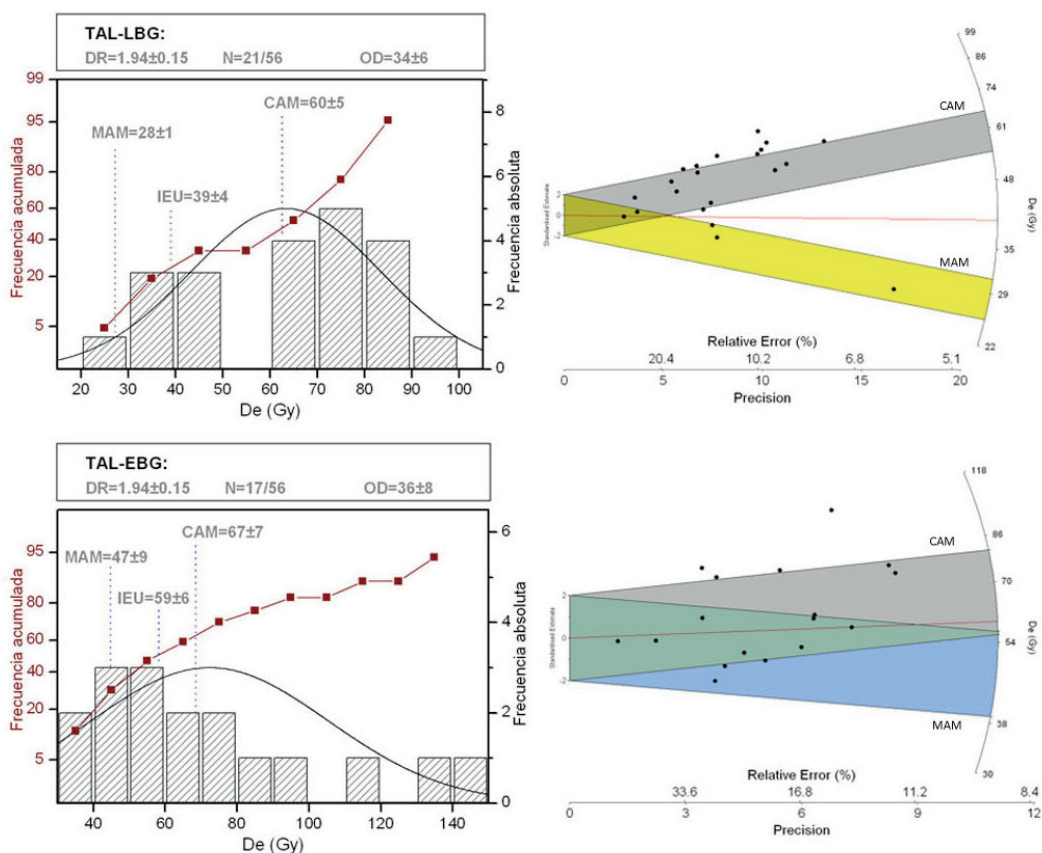 TAL-LBG:
DR=1.94±0.15 N=21/56 OD=34±6
Frecuencia acumulada
99
95
80
60
40
20
5
MAM=28±1
IEU=39±4
CAM=60±5
8
6
4
2
0
Frecuencia absoluta
20 30 40 50 60 70 80 90 100
De (Gy)
Standardised Estimate
2
0
-2
CAM
MAM
99
86
74
61
48
35
29
22
De (Gy)
Relative Error (%)
20.4 10.2 6.8 5.1
0 5 10 15 20
Precision
TAL-EBG:
DR=1.94±0.15 N=17/56 OD=36±8
Frecuencia acumulada
95
80
60
40
20
5
MAM=47±9
IEU=59±6
CAM=67±7
6
4
2
0
Frecuencia absoluta
40 60 80 100 120 140
De (Gy)
Standardised Estimate
2
0
-2
CAM
MAM
118
86
70
54
38
30
De (Gy)
Relative Error (%)
33.6 16.8 11.2 8.4
0 3 6 9 12
Precision